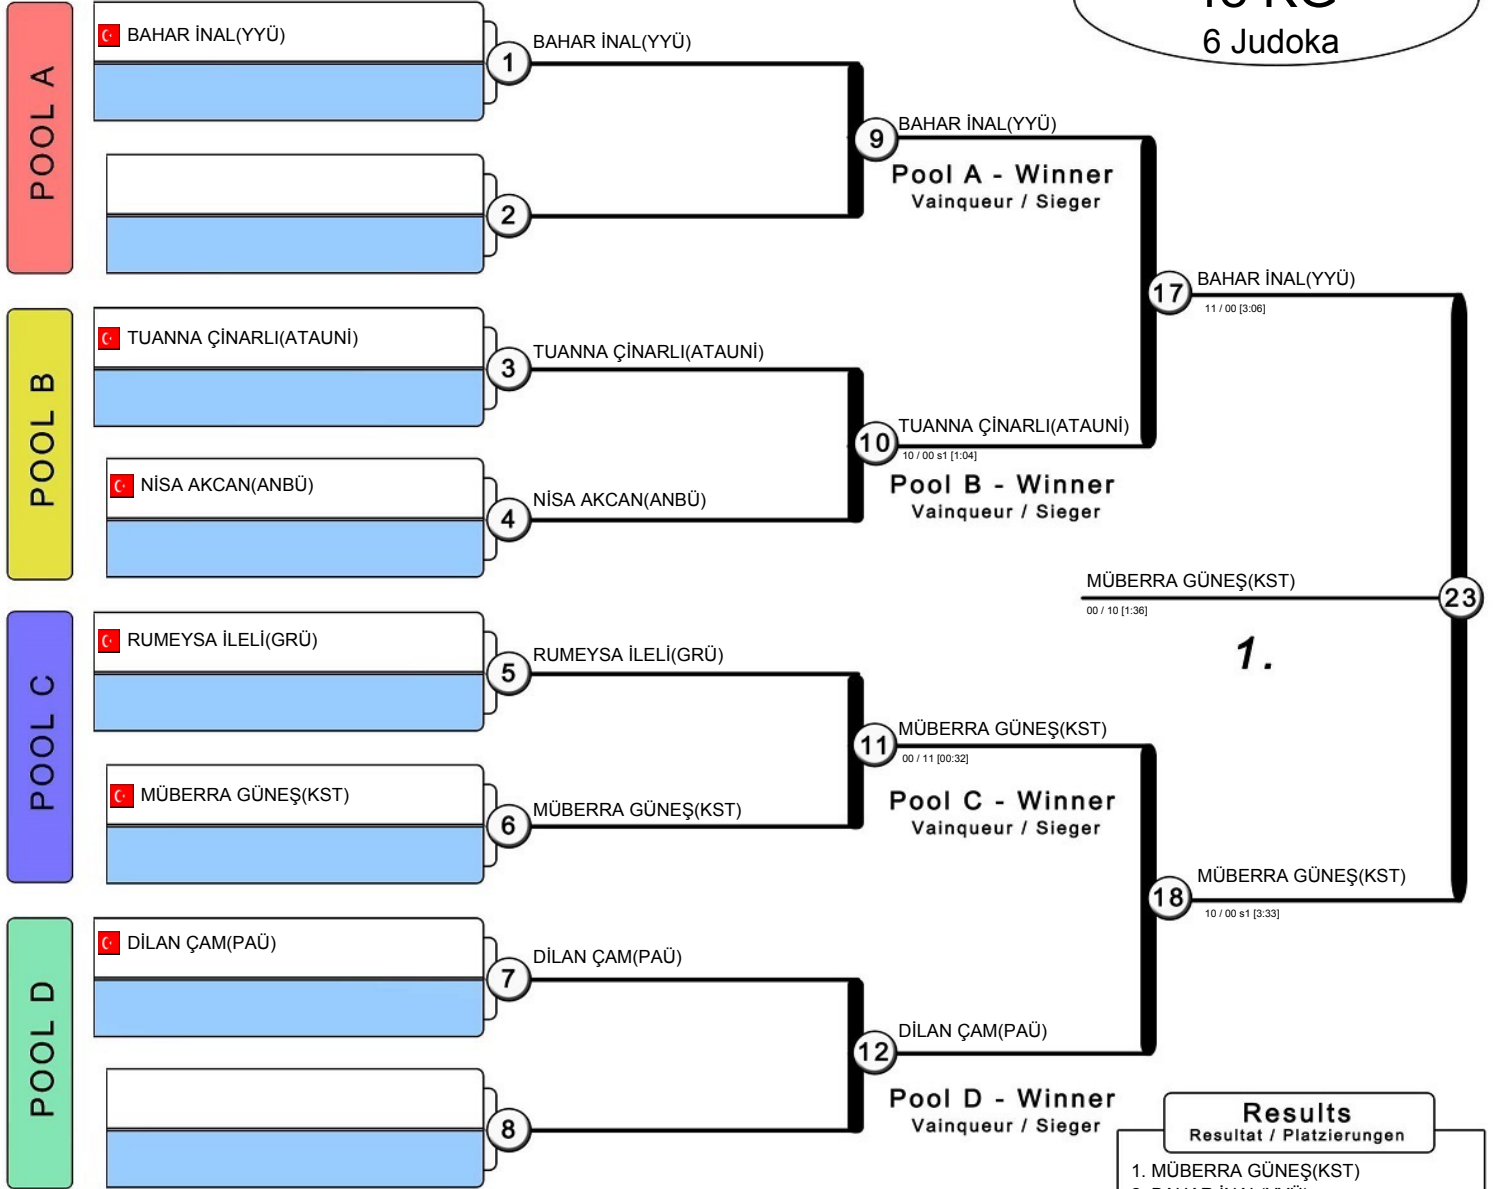 KG
6 Judoka
POOL A
BAHAR İNAL(YYÜ)
1
BAHAR İNAL(YYÜ)
2
9
BAHAR İNAL(YYÜ)
Pool A - Winner
Vainqueur / Sieger
POOL B
TUANNA ÇİNARLI(ATAUNİ)
3
TUANNA ÇİNARLI(ATAUNİ)
NİSA AKCAN(ANBÜ)
4
NİSA AKCAN(ANBÜ)
10
TUANNA ÇİNARLI(ATAUNİ)
10 / 00 s1 [1:04]
Pool B - Winner
Vainqueur / Sieger
17
BAHAR İNAL(YYÜ)
11 / 00 [3:06]
POOL C
RUMEYSA İLELİ(GRÜ)
5
RUMEYSA İLELİ(GRÜ)
MÜBERRA GÜNEŞ(KST)
6
MÜBERRA GÜNEŞ(KST)
11
MÜBERRA GÜNEŞ(KST)
00 / 11 [00:32]
Pool C - Winner
Vainqueur / Sieger
POOL D
DİLAN ÇAM(PAÜ)
7
DİLAN ÇAM(PAÜ)
8
12
DİLAN ÇAM(PAÜ)
Pool D - Winner
Vainqueur / Sieger
18
MÜBERRA GÜNEŞ(KST)
10 / 00 s1 [3:33]
MÜBERRA GÜNEŞ(KST)
23
00 / 10 [1:36]
1.
Results
Resultat / Platzierungen
1. MÜBERRA GÜNEŞ(KST)